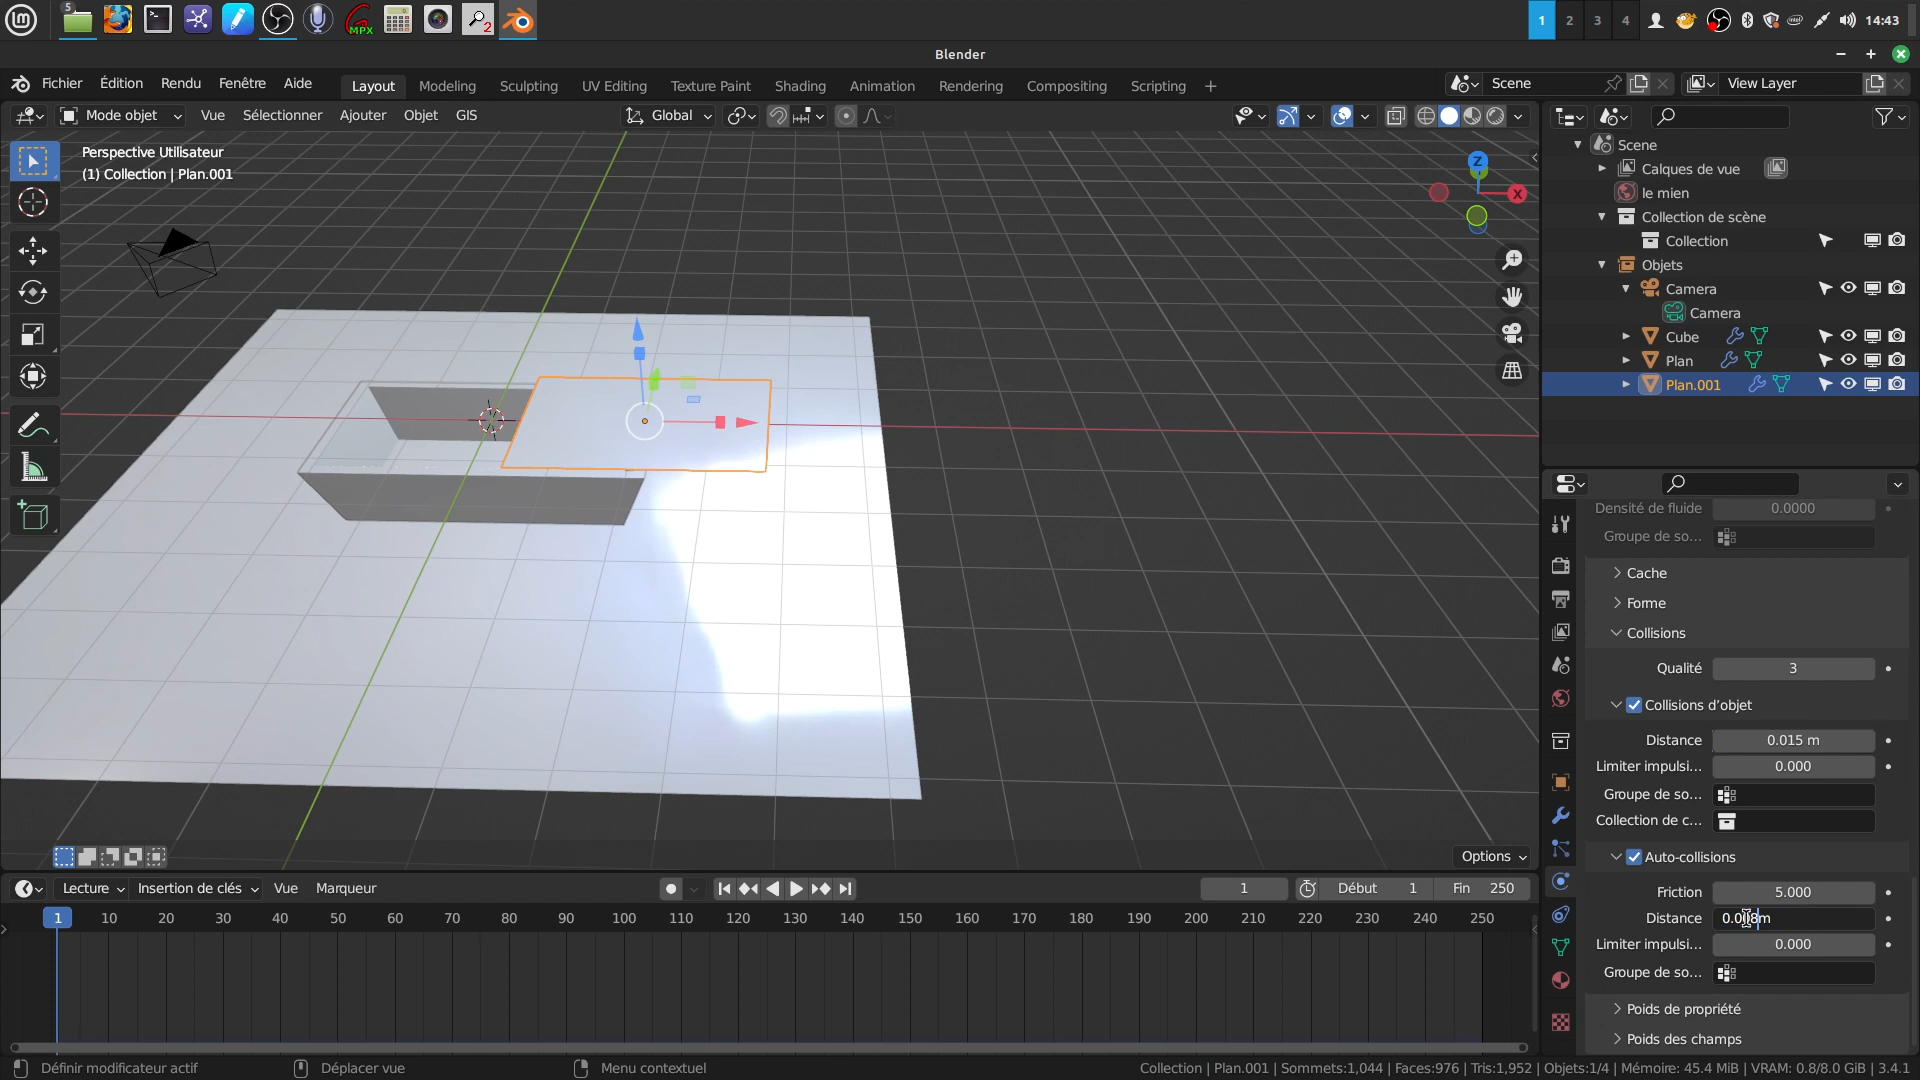 5
MPX
2
1
2
3
4
14:43
Blender
Fichier
Édition
Rendu
Fenêtre
Aide
Layout
Modeling
Sculpting
UV Editing
Texture Paint
Shading
Animation
Rendering
Compositing
Scripting
+
Scene
View Layer
Mode objet
Vue
Sélectionner
Ajouter
Objet
GIS
Global
Perspective Utilisateur
(1) Collection | Plan.001
Z
X
Scene
Calques de vue
le mien
Collection de scène
Collection
Objets
Camera
Camera
Cube
Plan
Plan.001
Densité de fluide
0.0000
Groupe de so...
Cache
Forme
Collisions
Qualité
3
Collisions d'objet
Distance
0.015 m
Limiter impulsi...
0.000
Groupe de so...
Collection de c...
Auto-collisions
Friction
5.000
Distance
Limiter impulsi...
0.000
Groupe de so...
Poids de propriété
Poids des champs
Options
Lecture
Insertion de clés
Vue
Marqueur
1
Début
1
Fin
250
1
10
20
30
40
50
60
70
80
90
100
110
120
130
140
150
160
170
180
190
200
210
220
230
240
250
Définir modificateur actif
Déplacer vue
Menu contextuel
Collection | Plan.001 | Sommets:1,044 | Faces:976 | Tris:1,952 | Objets:1/4 | Mémoire: 45.4 MiB | VRAM: 0.8/8.0 GiB | 3.4.1